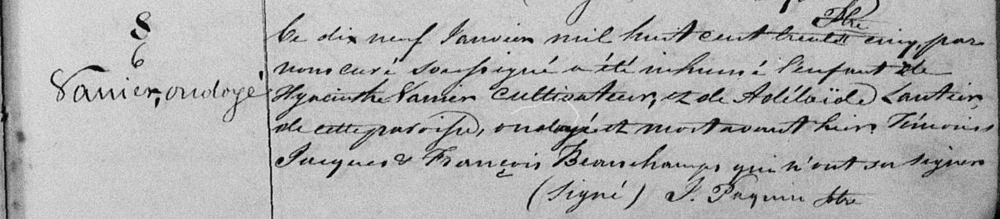 S
6
Vanier, ondoyé
Le dix neuf Janvier mil huit cent trente cinq, par
nous curé soussigné a été inhumé l'enfant de
Hyacinthe Vanier cultivateur, et de Adélaïde Lautier,
de cette paroisse, ondoyé et mort avant hier. Témoins
Jacques & François Beauchamps qui n'ont su signer
(signé) J. Paquin ptre